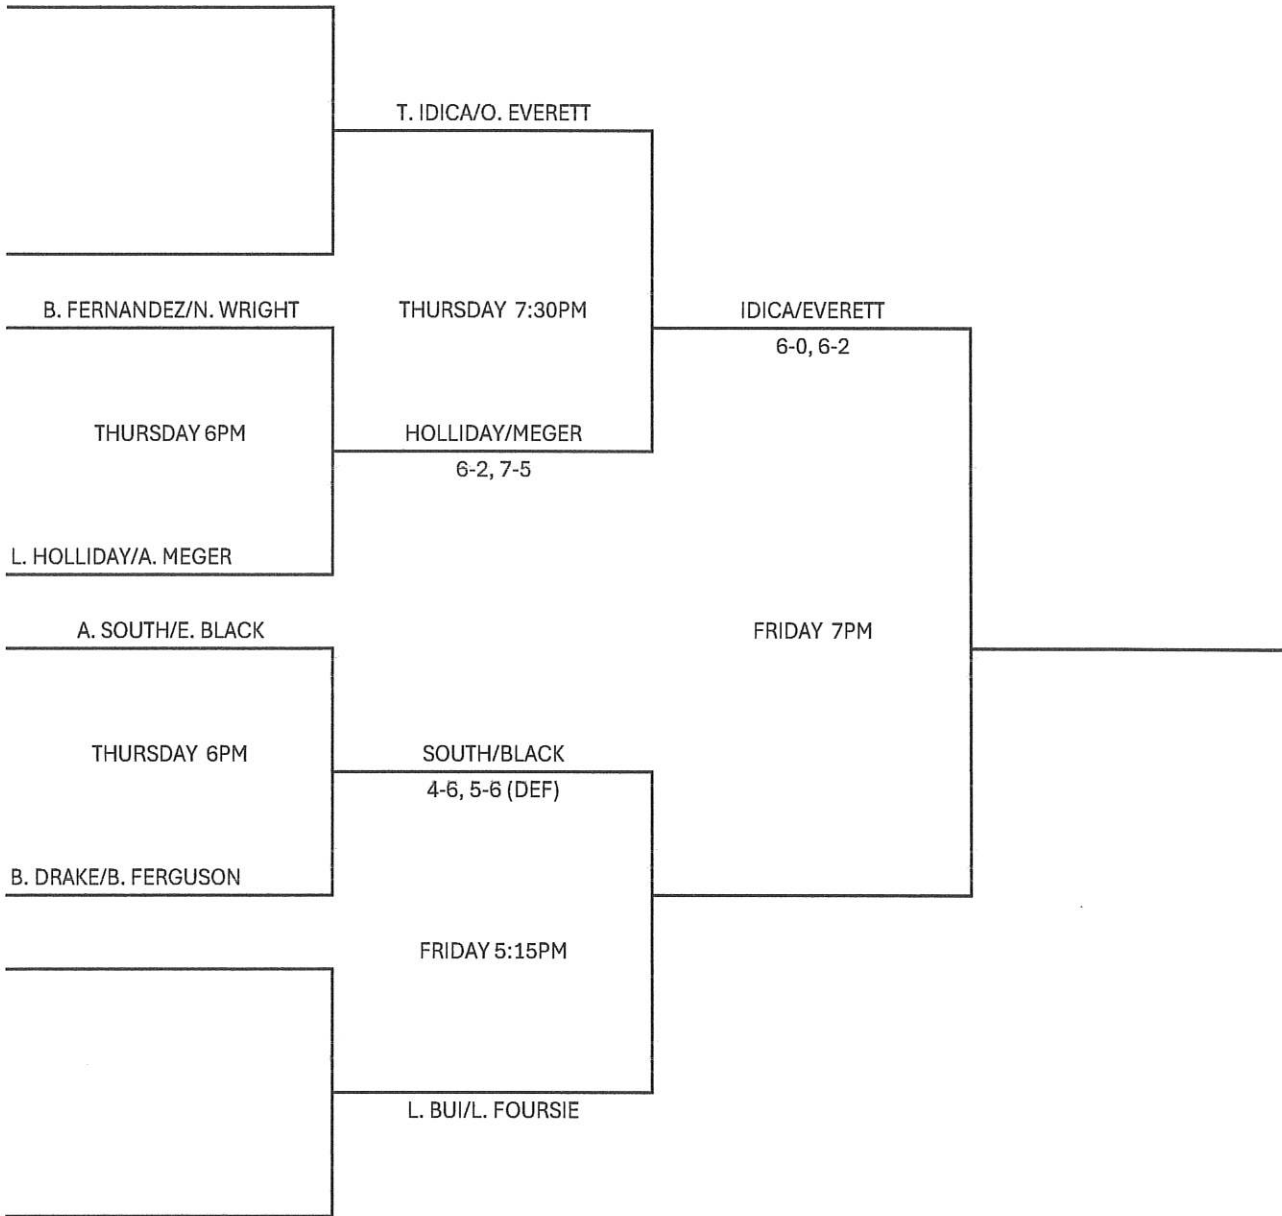 T. IDICA/O. EVERETT
B. FERNANDEZ/N. WRIGHT
THURSDAY 7:30PM
IDICA/EVERETT
6-0, 6-2
THURSDAY 6PM
HOLLIDAY/MEGER
6-2, 7-5
L. HOLLIDAY/A. MEGER
A. SOUTH/E. BLACK
FRIDAY 7PM
THURSDAY 6PM
SOUTH/BLACK
4-6, 5-6 (DEF)
B. DRAKE/B. FERGUSON
FRIDAY 5:15PM
L. BUI/L. FOURSIE